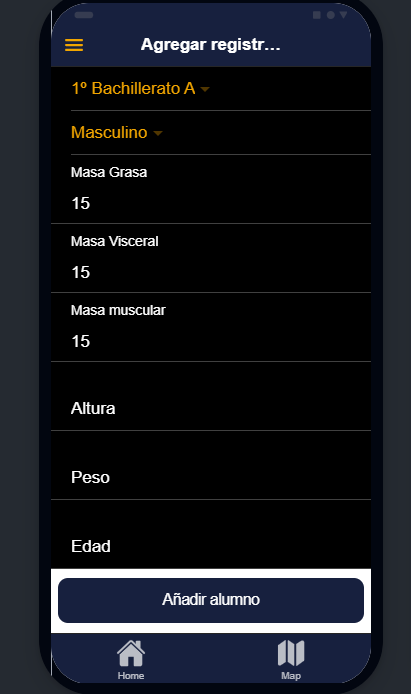 Agregar registr…
1º Bachillerato A
Masculino
Masa Grasa
15
Masa Visceral
15
Masa muscular
15
Altura
Peso
Edad
Añadir alumno
Home Map